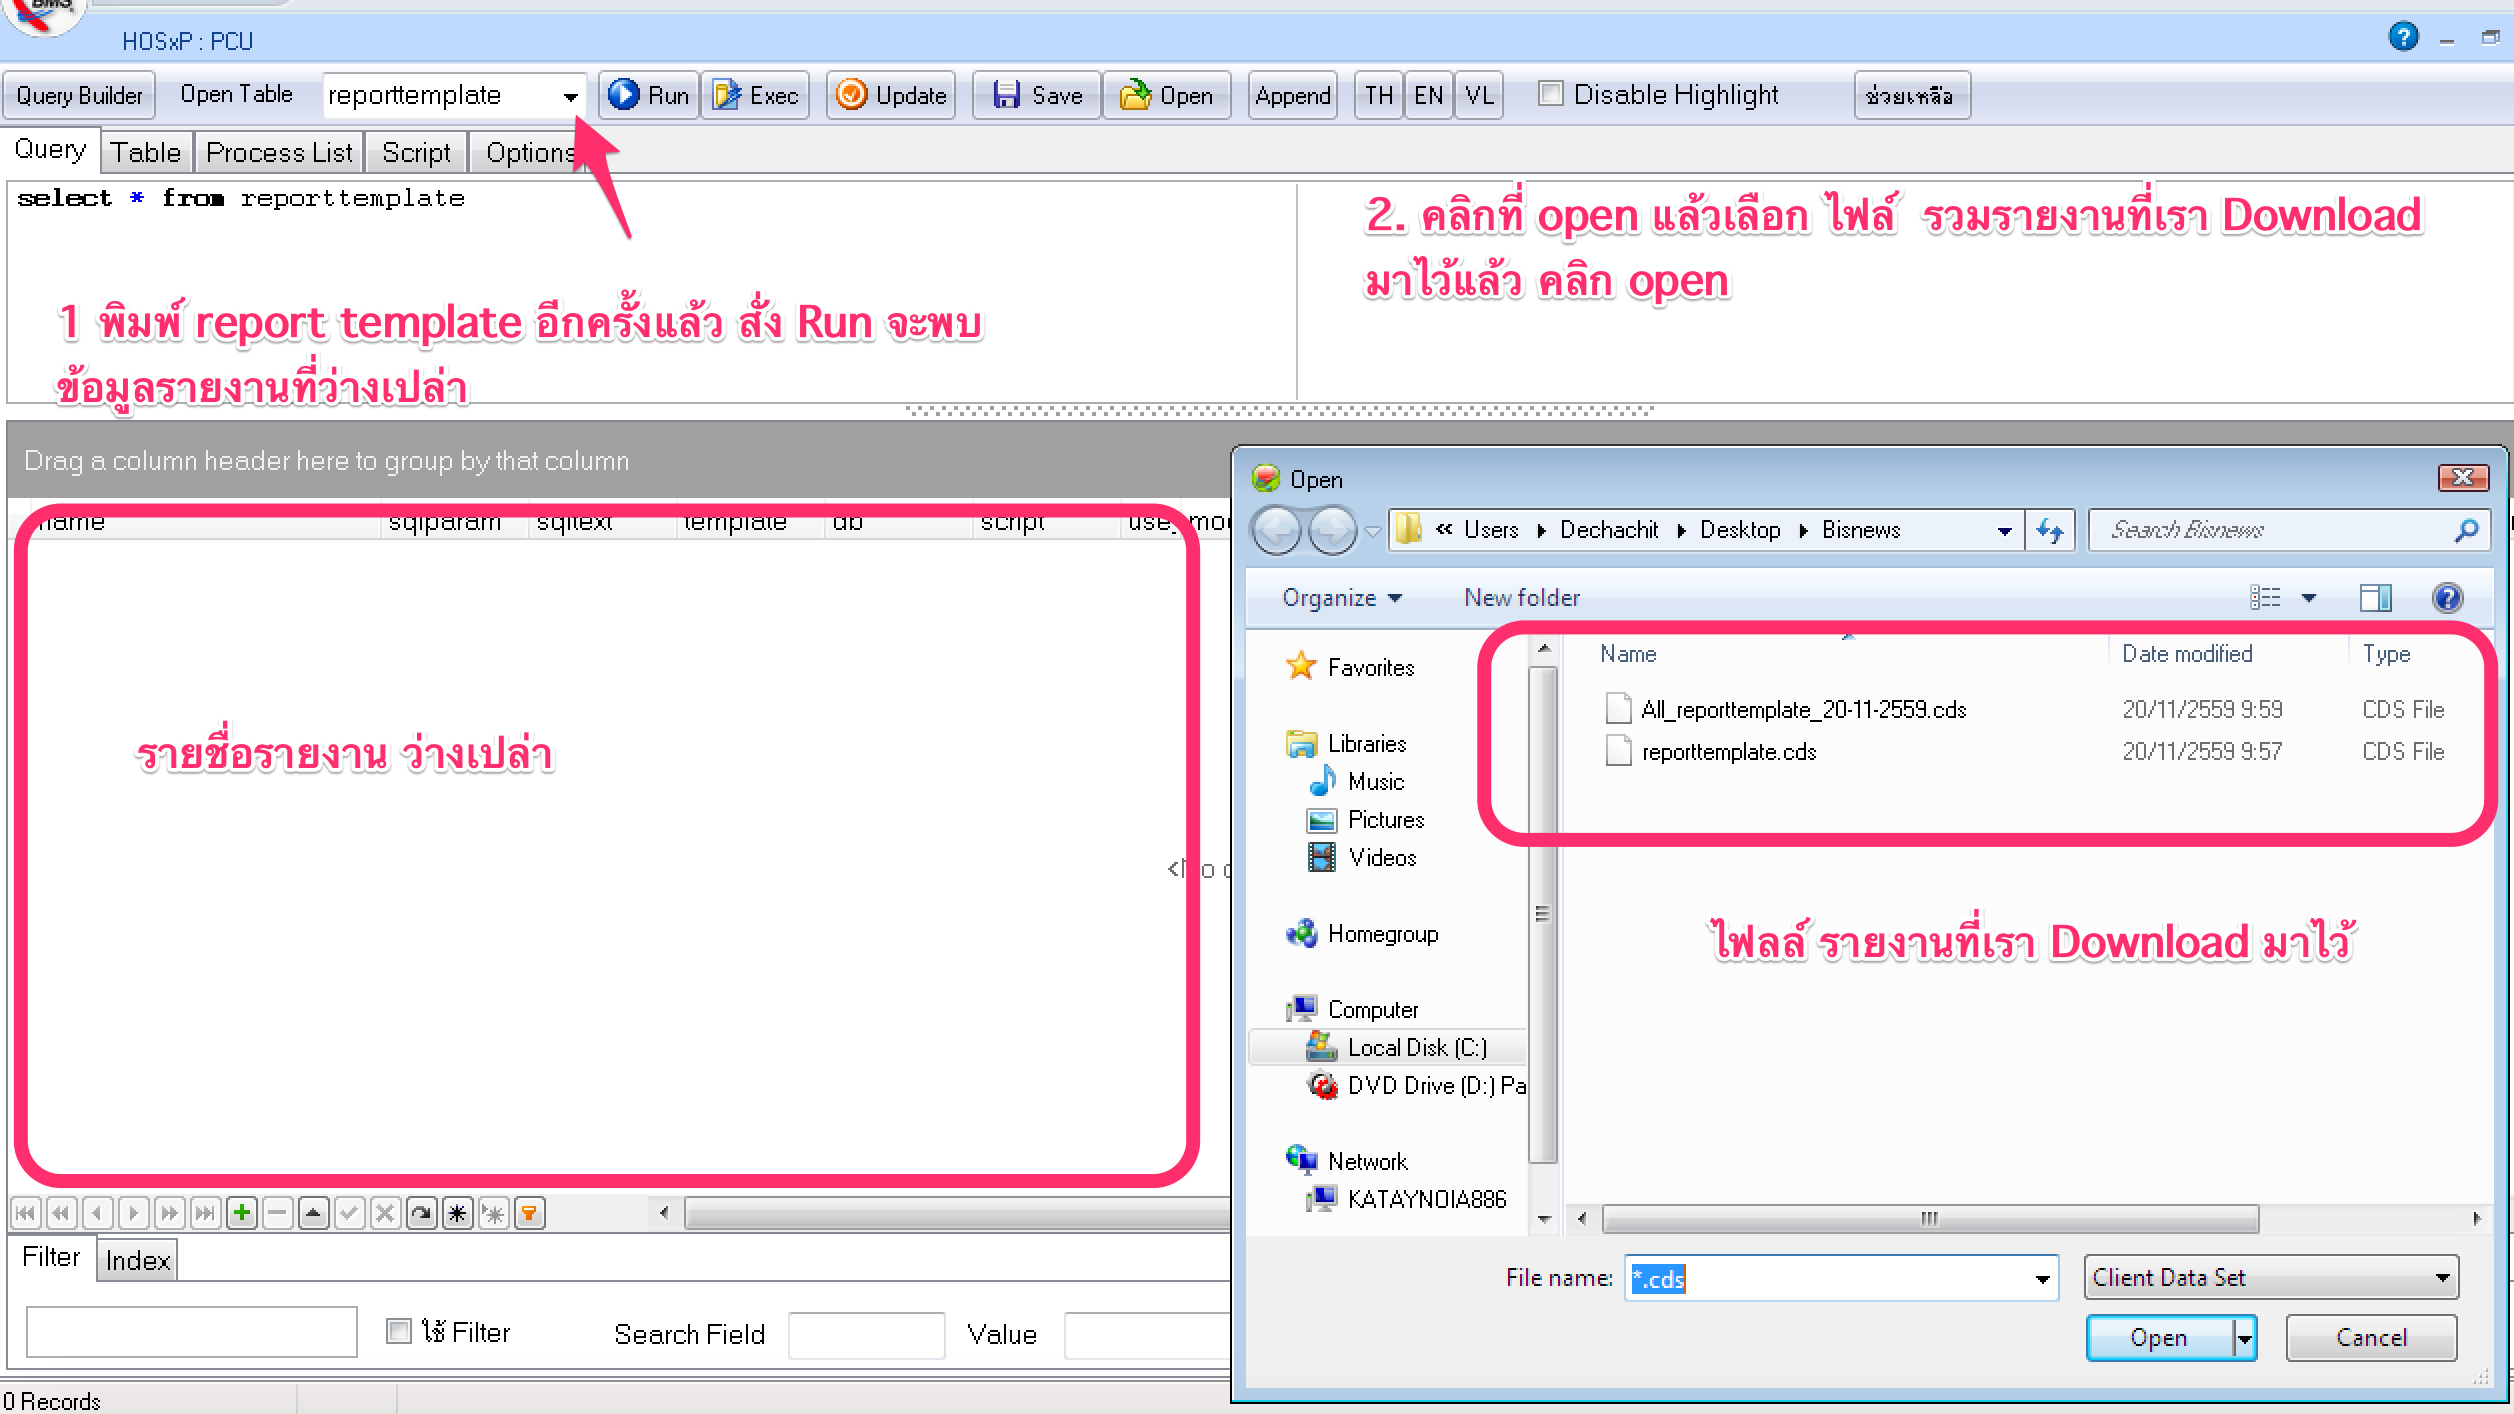 BMS
HOSxP : PCU
Query Builder Open Table reporttemplate Run Exec Update Save Open Append TH EN VL Disable Highlight ช่วยเหลือ
Query Table Process List Script Options
select * from reporttemplate
2. คลิกที่ open แล้วเลือก ไฟล์ รวมรายงานที่เรา Download
มาไว้แล้ว คลิก open
1 พิมพ์ report template อีกครั้งแล้ว สั่ง Run จะพบ
ข้อมูลรายงานที่ว่างเปล่า
Drag a column header here to group by that column
name sqlparam sqltext template db script
รายชื่อรายงาน ว่างเปล่า
Open
« Users Dechachit Desktop Bisnews Search Bisnews
Organize New folder
Name Date modified Type
All_reporttemplate_20-11-2559.cds 20/11/2559 9:59 CDS File
reporttemplate.cds 20/11/2559 9:57 CDS File
Favorites
Libraries
Music
Pictures
Videos
Homegroup
Computer
Local Disk (C:)
DVD Drive (D:) Pa
Network
KATAYNOIA886
ไฟลล์ รายงานที่เรา Download มาไว้
File name: *.cds Client Data Set
Open Cancel
Filter Index
ใช้ Filter Search Field Value
0 Records